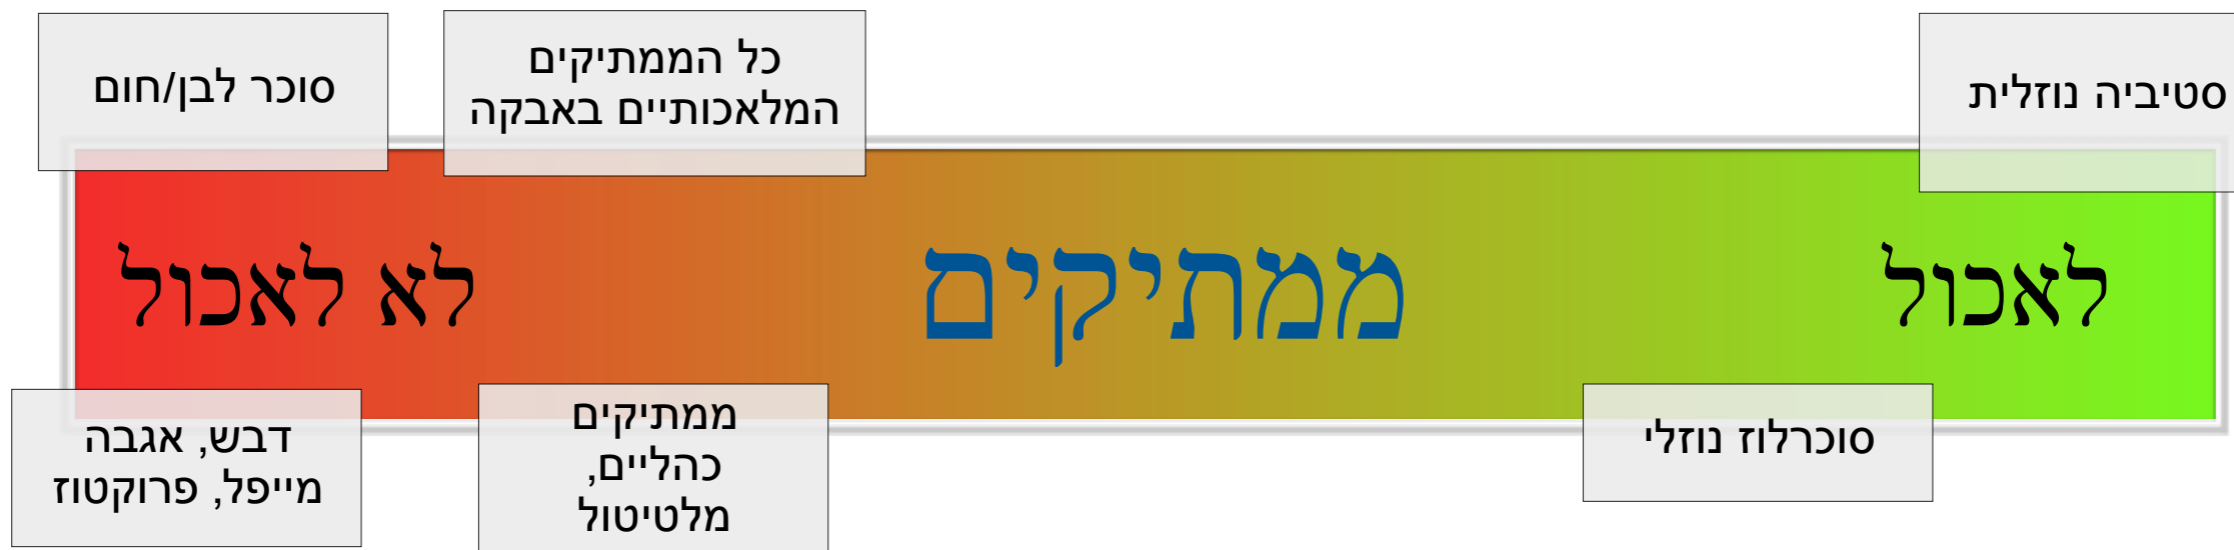 סטיביה נוזלית
כל הממתיקים
המלאכותיים באבקה
סוכר לבן/חום
לאכול
ממתיקים
לא לאכול
סוכרלוז נוזלי
ממתיקים
כהליים,
מלטיטול
דבש, אגבה
מייפל, פרוקטוז